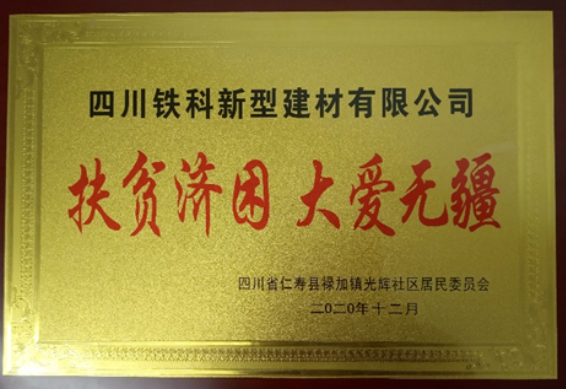 四川铁科新型建材有限公司
扶贫济困 大爱无疆
四川省仁寿县禄加镇光辉社区居民委员会
二〇二〇年十二月